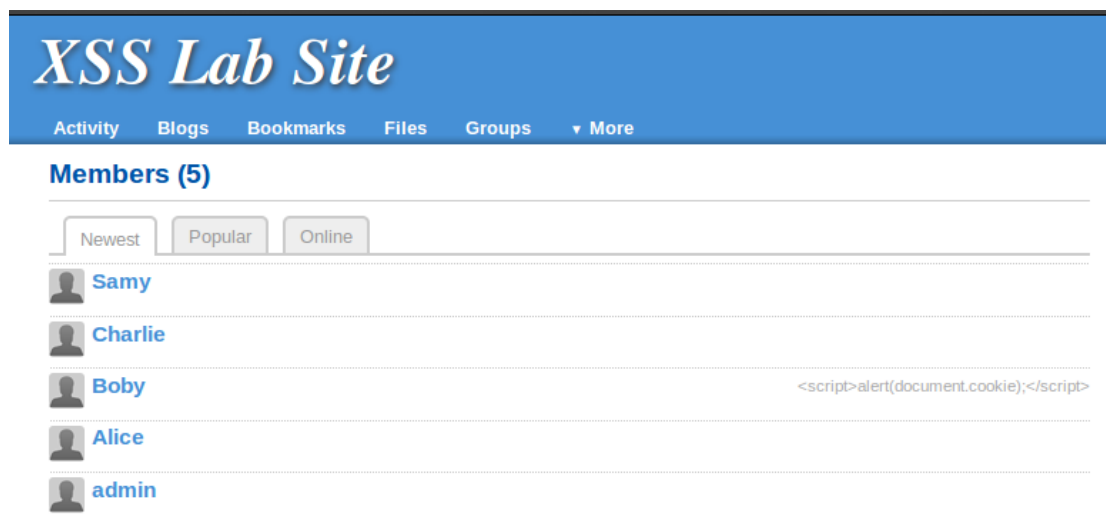 XSS Lab Site
Activity Blogs Bookmarks Files Groups ▾ More
Members (5)
Newest Popular Online
Samy
Charlie
Boby <script>alert(document.cookie);</script>
Alice
admin